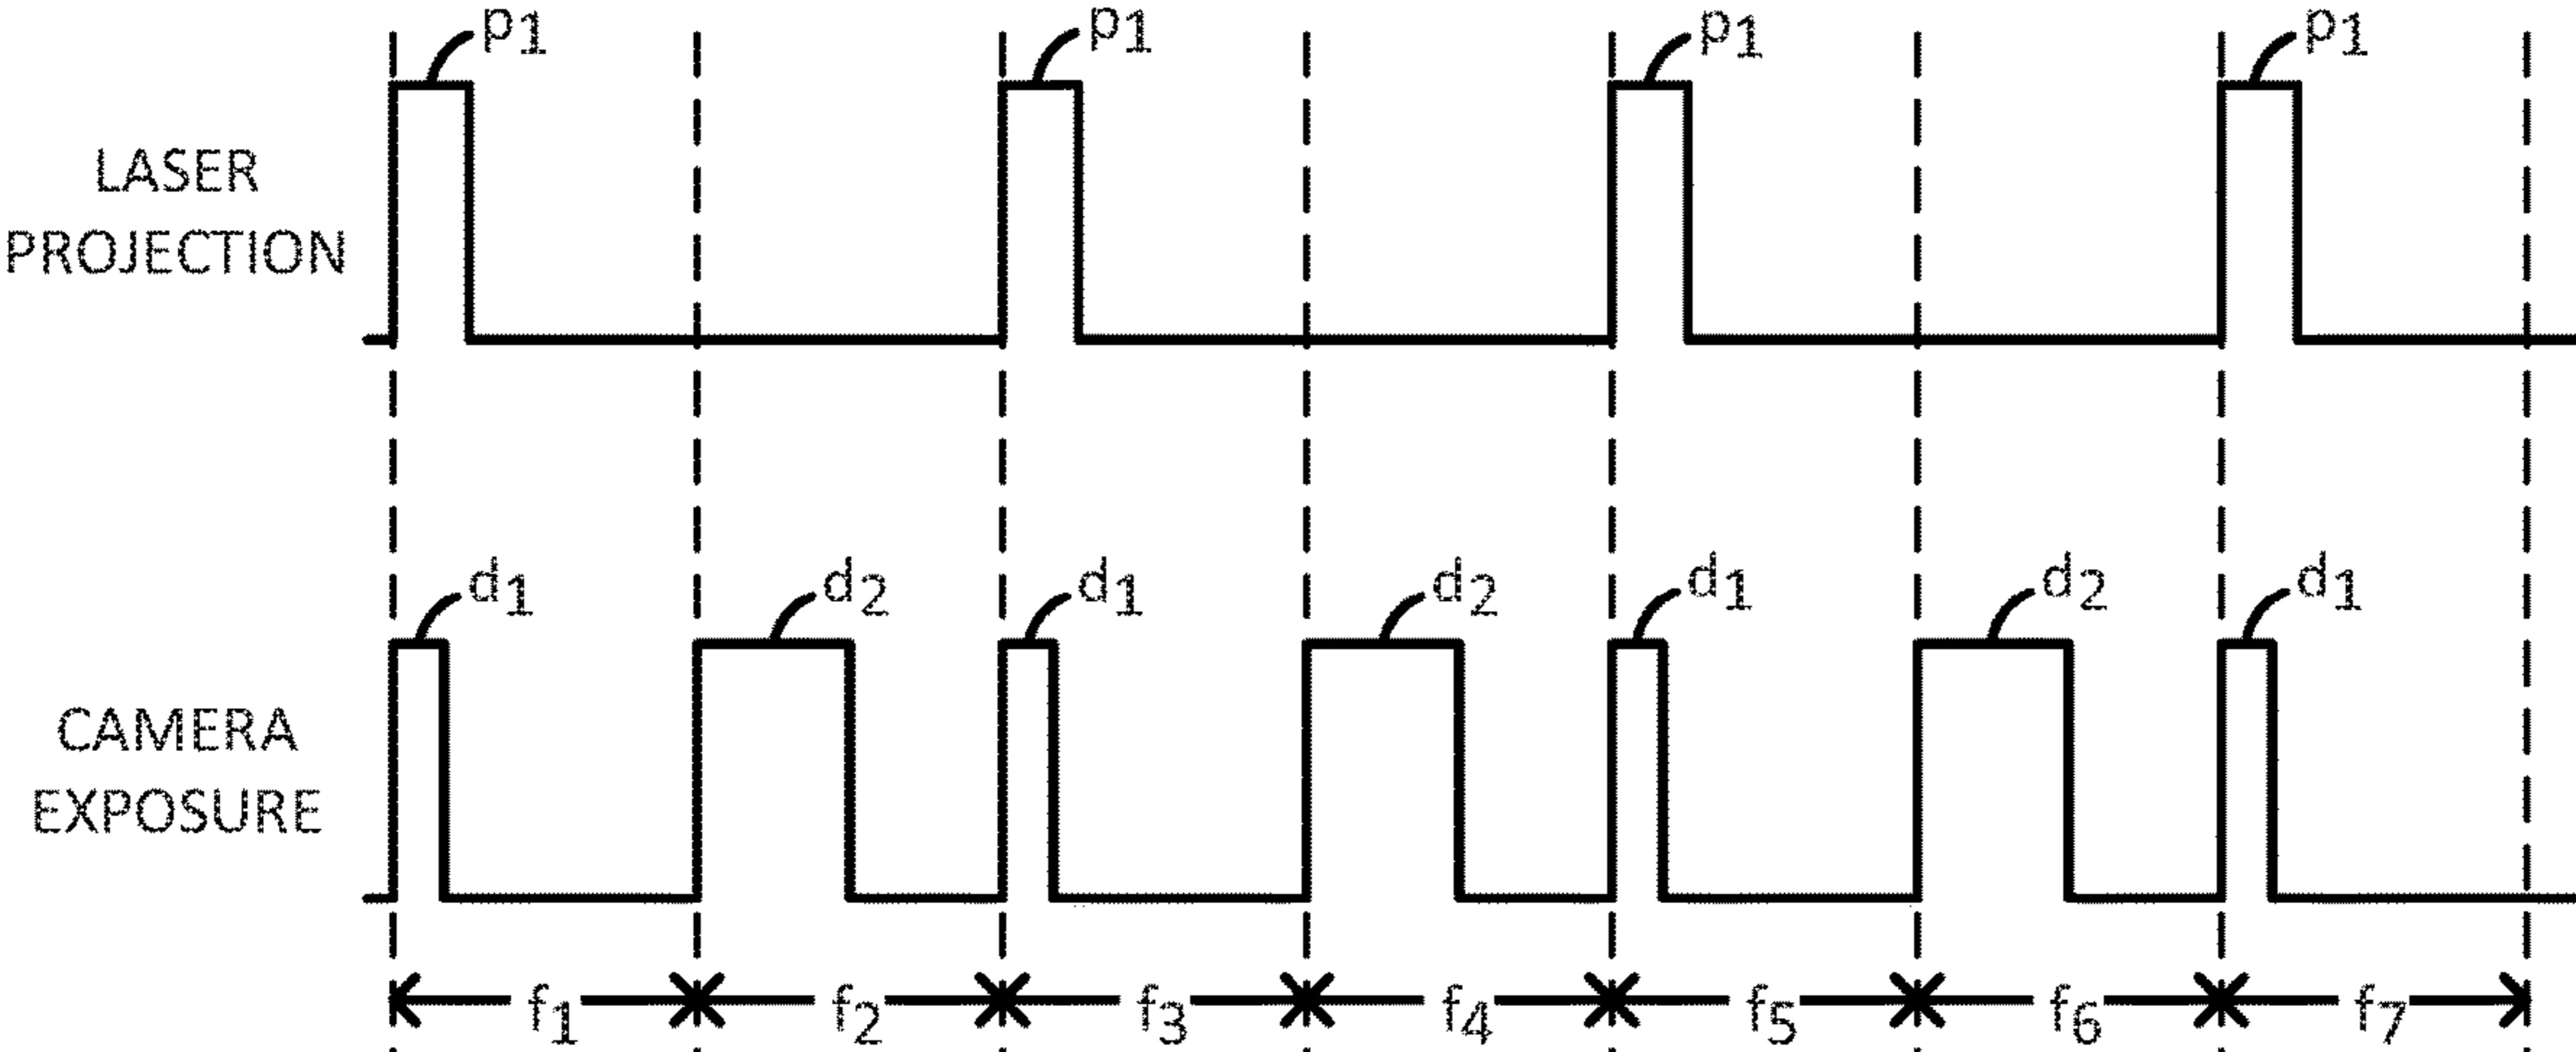 p1 p1 p1 p1
LASER
PROJECTION
d1 d2 d1 d2 d1 d2 d1
CAMERA
EXPOSURE
f1 f2 f3 f4 f5 f6 f7